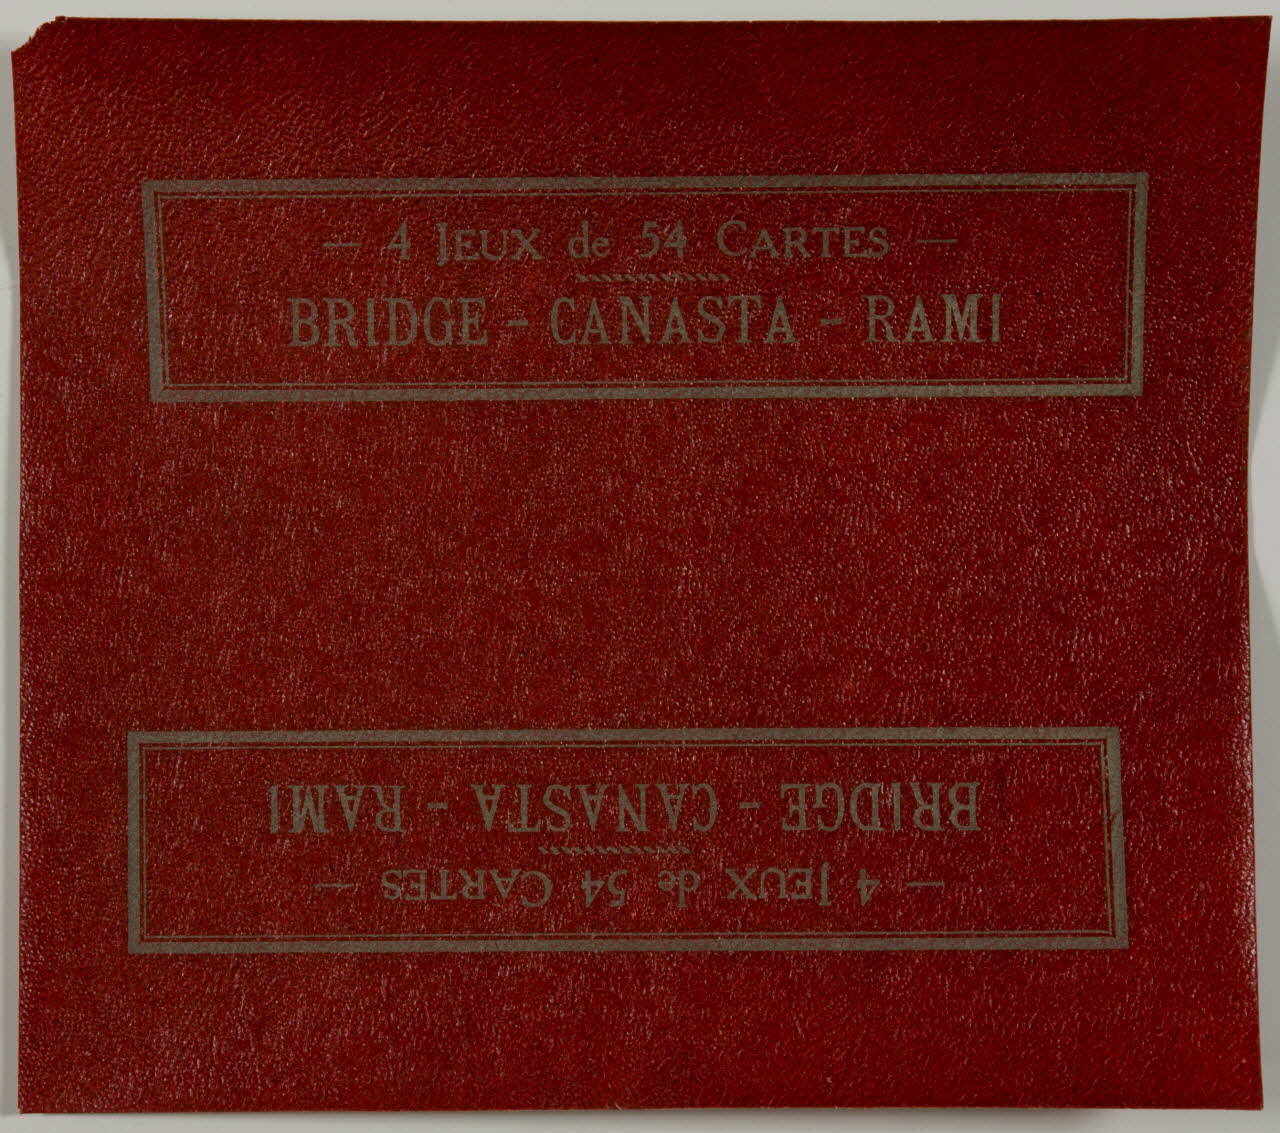 — 4 JEUX de 54 CARTES —
BRIDGE - CANASTA - RAMI
— 4 JEUX de 54 CARTES —
BRIDGE - CANASTA - RAMI